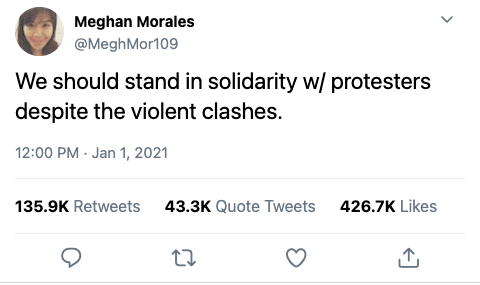 Meghan Morales
@MeghMor109
We should stand in solidarity w/ protesters
despite the violent clashes.
12:00 PM · Jan 1, 2021
135.9K Retweets 43.3K Quote Tweets 426.7K Likes